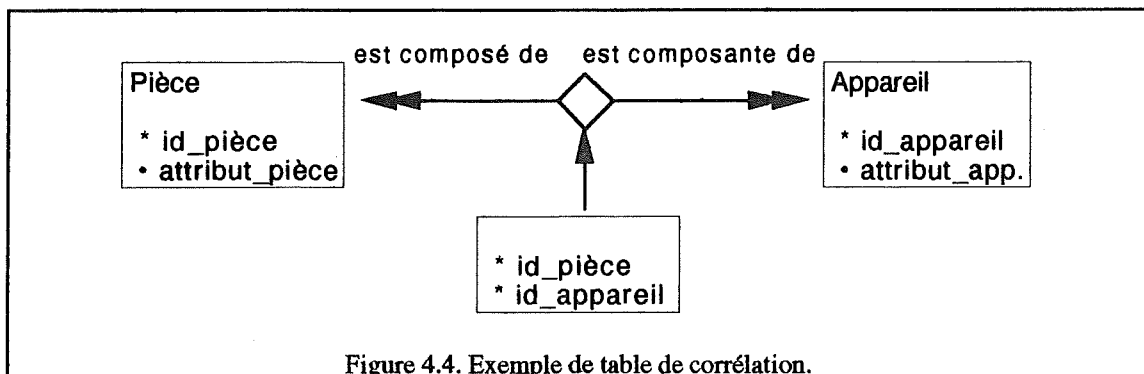 est composé de est composante de
Pièce
* id_pièce
• attribut_pièce
Appareil
* id_appareil
• attribut_app.
* id_pièce
* id_appareil
Figure 4.4. Exemple de table de corrélation.